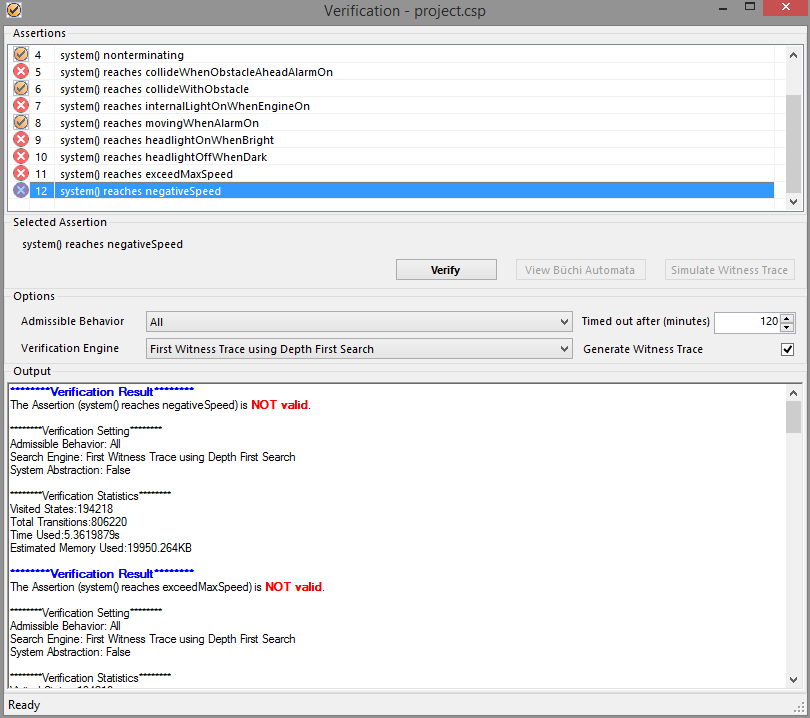 Verification - project.csp
Assertions
4 system() nonterminating
5 system() reaches collideWhenObstacleAheadAlarmOn
6 system() reaches collideWithObstacle
7 system() reaches internalLightOnWhenEngineOn
8 system() reaches movingWhenAlarmOn
9 system() reaches headlightOnWhenBright
10 system() reaches headlightOffWhenDark
11 system() reaches exceedMaxSpeed
12 system() reaches negativeSpeed
Selected Assertion
system() reaches negativeSpeed
Verify View Büchi Automata Simulate Witness Trace
Options
Admissible Behavior All Timed out after (minutes) 120
Verification Engine First Witness Trace using Depth First Search Generate Witness Trace
Output
********Verification Result********
The Assertion (system() reaches negativeSpeed) is NOT valid.
********Verification Setting********
Admissible Behavior: All
Search Engine: First Witness Trace using Depth First Search
System Abstraction: False
********Verification Statistics********
Visited States:194218
Total Transitions:806220
Time Used:5.3619879s
Estimated Memory Used:19950.264KB
********Verification Result********
The Assertion (system() reaches exceedMaxSpeed) is NOT valid.
********Verification Setting********
Admissible Behavior: All
Search Engine: First Witness Trace using Depth First Search
System Abstraction: False
********Verification Statistics********
Ready